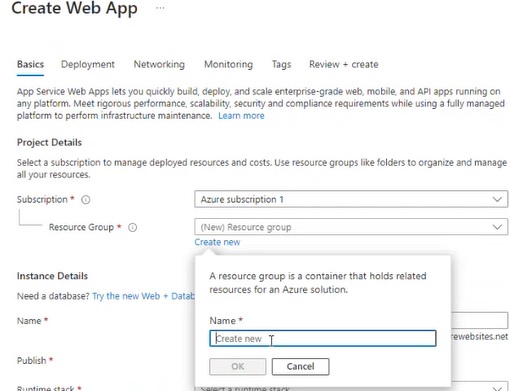 Create Web App ...
Basics Deployment Networking Monitoring Tags Review + create
App Service Web Apps lets you quickly build, deploy, and scale enterprise-grade web, mobile, and API apps running on
any platform. Meet rigorous performance, scalability, security and compliance requirements while using a fully managed
platform to perform infrastructure maintenance. Learn more
Project Details
Select a subscription to manage deployed resources and costs. Use resource groups like folders to organize and manage
all your resources.
Subscription * Azure subscription 1
Resource Group * (New) Resource group
Create new
A resource group is a container that holds related
resources for an Azure solution.
Name *
Create new
OK Cancel
Instance Details
Need a database? Try the new Web +
Name *
Publish *
Runtime stack * Select a runtime stack